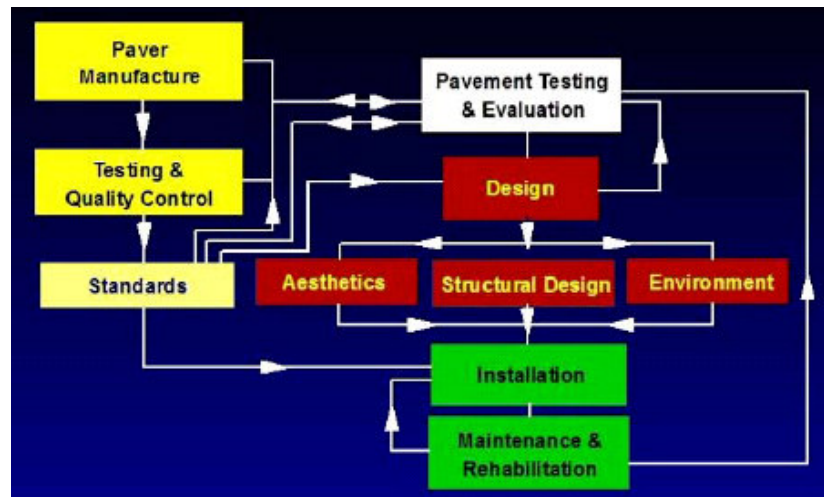 Paver
Manufacture
Pavement Testing
& Evaluation
Testing &
Quality Control
Design
Standards
Aesthetics
Structural Design
Environment
Installation
Maintenance &
Rehabilitation